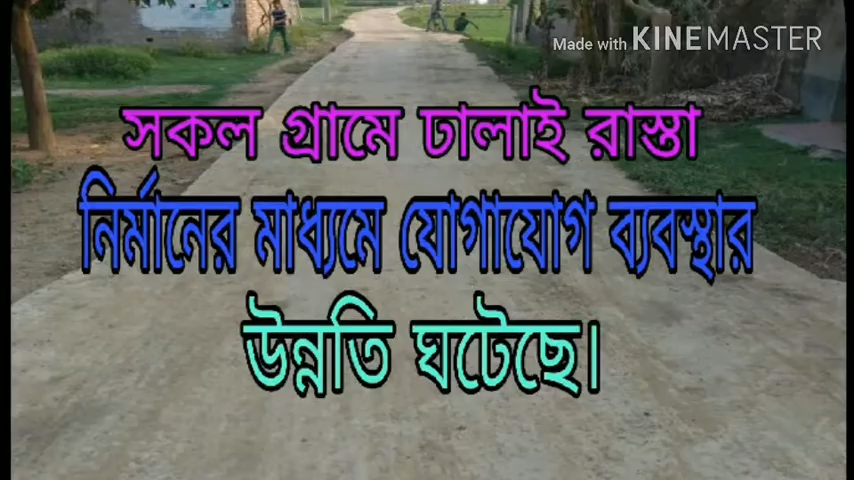 Made with KINEMASTER
সকল গ্রামে ঢালাই রাস্তা
নির্মানের মাধ্যমে যোগাযোগ ব্যবস্থার
উন্নতি ঘটেছে।